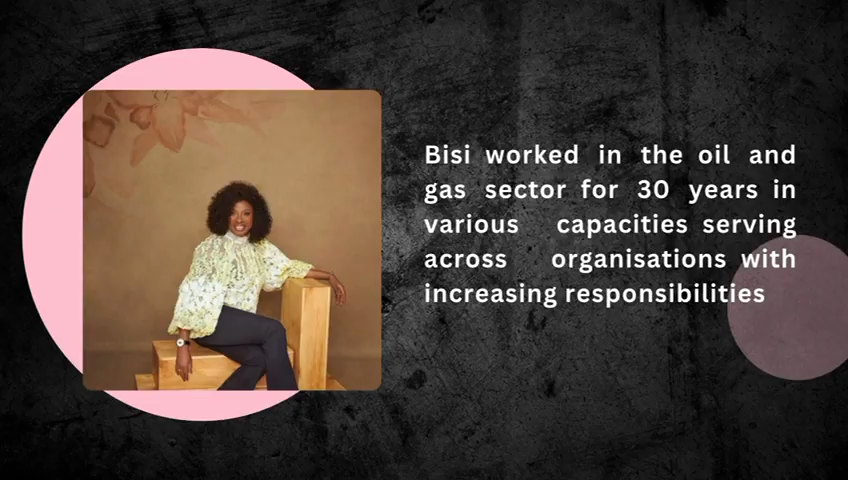 Bisi worked in the oil and
gas sector for 30 years in
various capacities serving
across organisations with
increasing responsibilities